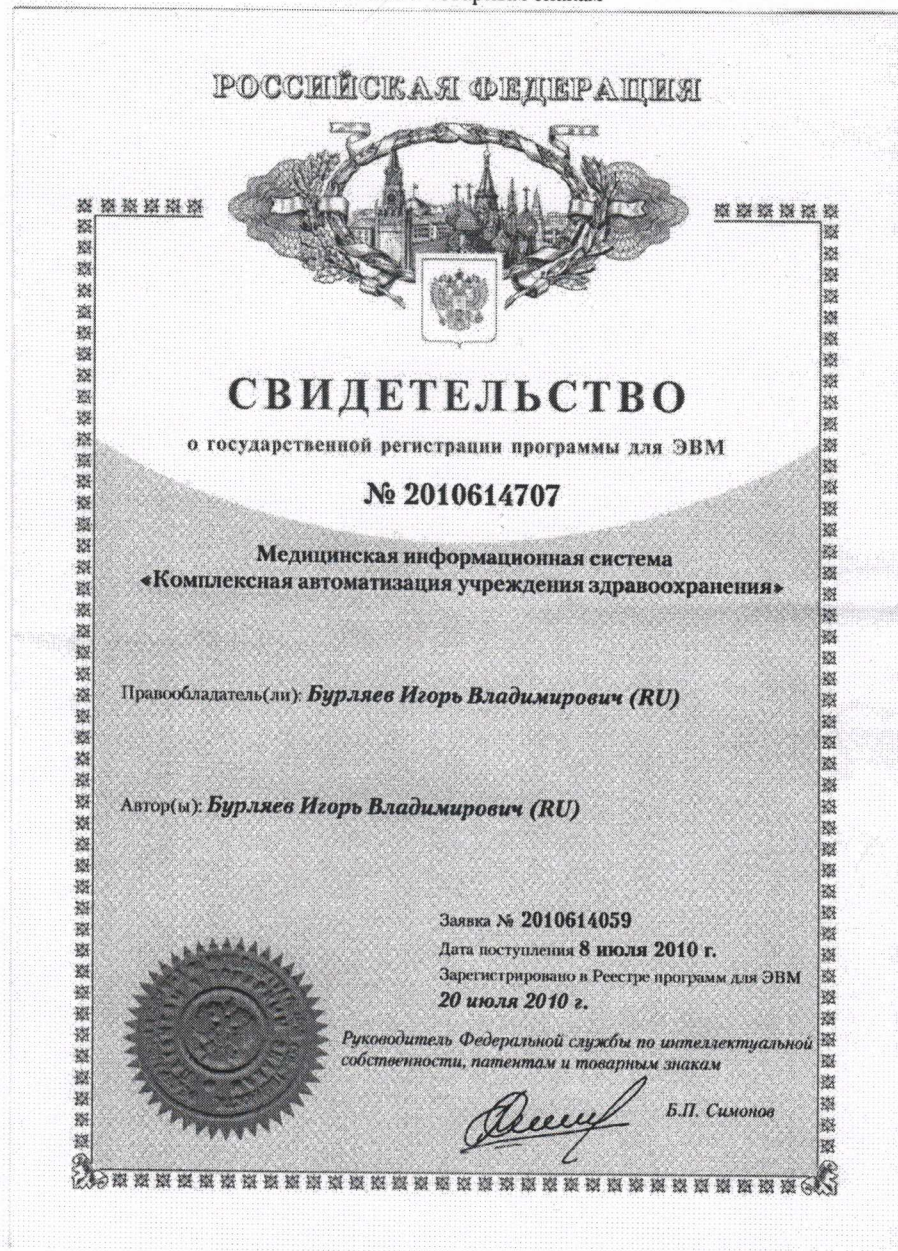 РОССИЙСКАЯ ФЕДЕРАЦИЯ
СВИДЕТЕЛЬСТВО
о государственной регистрации программы для ЭВМ
№ 2010614707
Медицинская информационная система
«Комплексная автоматизация учреждения здравоохранения»
Правообладатель(ли): Бурляев Игорь Владимирович (RU)
Автор(ы): Бурляев Игорь Владимирович (RU)
Заявка № 2010614059
Дата поступления 8 июля 2010 г.
Зарегистрировано в Реестре программ для ЭВМ
20 июля 2010 г.
Руководитель Федеральной службы по интеллектуальной
собственности, патентам и товарным знакам
Б.П. Симонов